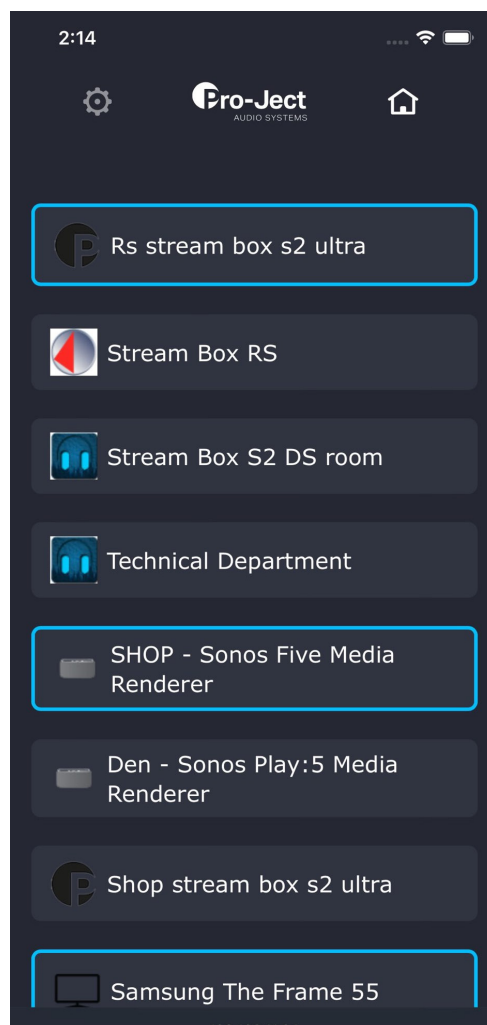 2:14
Pro-Ject
AUDIO SYSTEMS
Rs stream box s2 ultra
Stream Box RS
Stream Box S2 DS room
Technical Department
SHOP - Sonos Five Media
Renderer
Den - Sonos Play:5 Media
Renderer
Shop stream box s2 ultra
Samsung The Frame 55